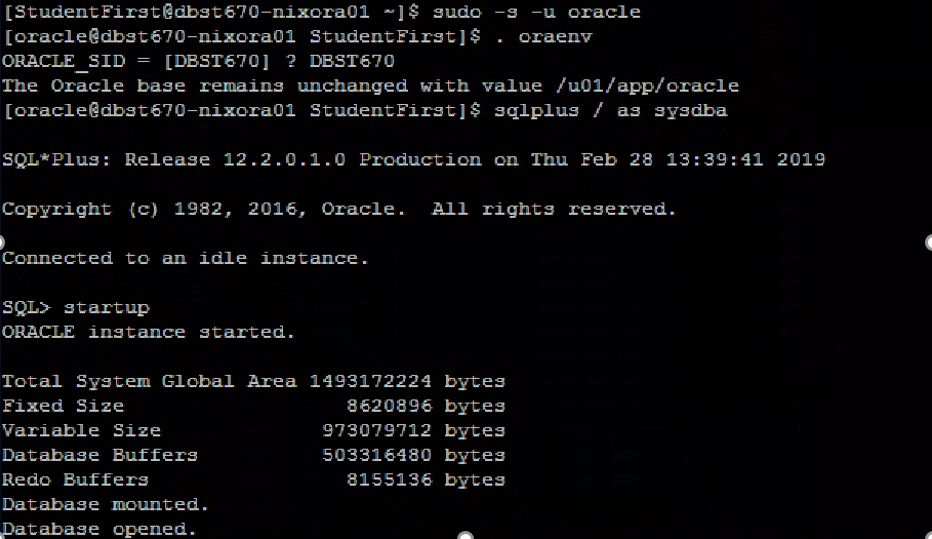 [StudentFirst@dbst670-nixora01 ~]$ sudo -s -u oracle
[oracle@dbst670-nixora01 StudentFirst]$ . oraenv
ORACLE_SID = [DBST670] ? DBST670
The Oracle base remains unchanged with value /u01/app/oracle
[oracle@dbst670-nixora01 StudentFirst]$ sqlplus / as sysdba
SQL*Plus: Release 12.2.0.1.0 Production on Thu Feb 28 13:39:41 2019
Copyright (c) 1982, 2016, Oracle.  All rights reserved.
Connected to an idle instance.
SQL> startup
ORACLE instance started.
Total System Global Area 1493172224 bytes
Fixed Size                  8620896 bytes
Variable Size             973079712 bytes
Database Buffers          503316480 bytes
Redo Buffers                8155136 bytes
Database mounted.
Database opened.